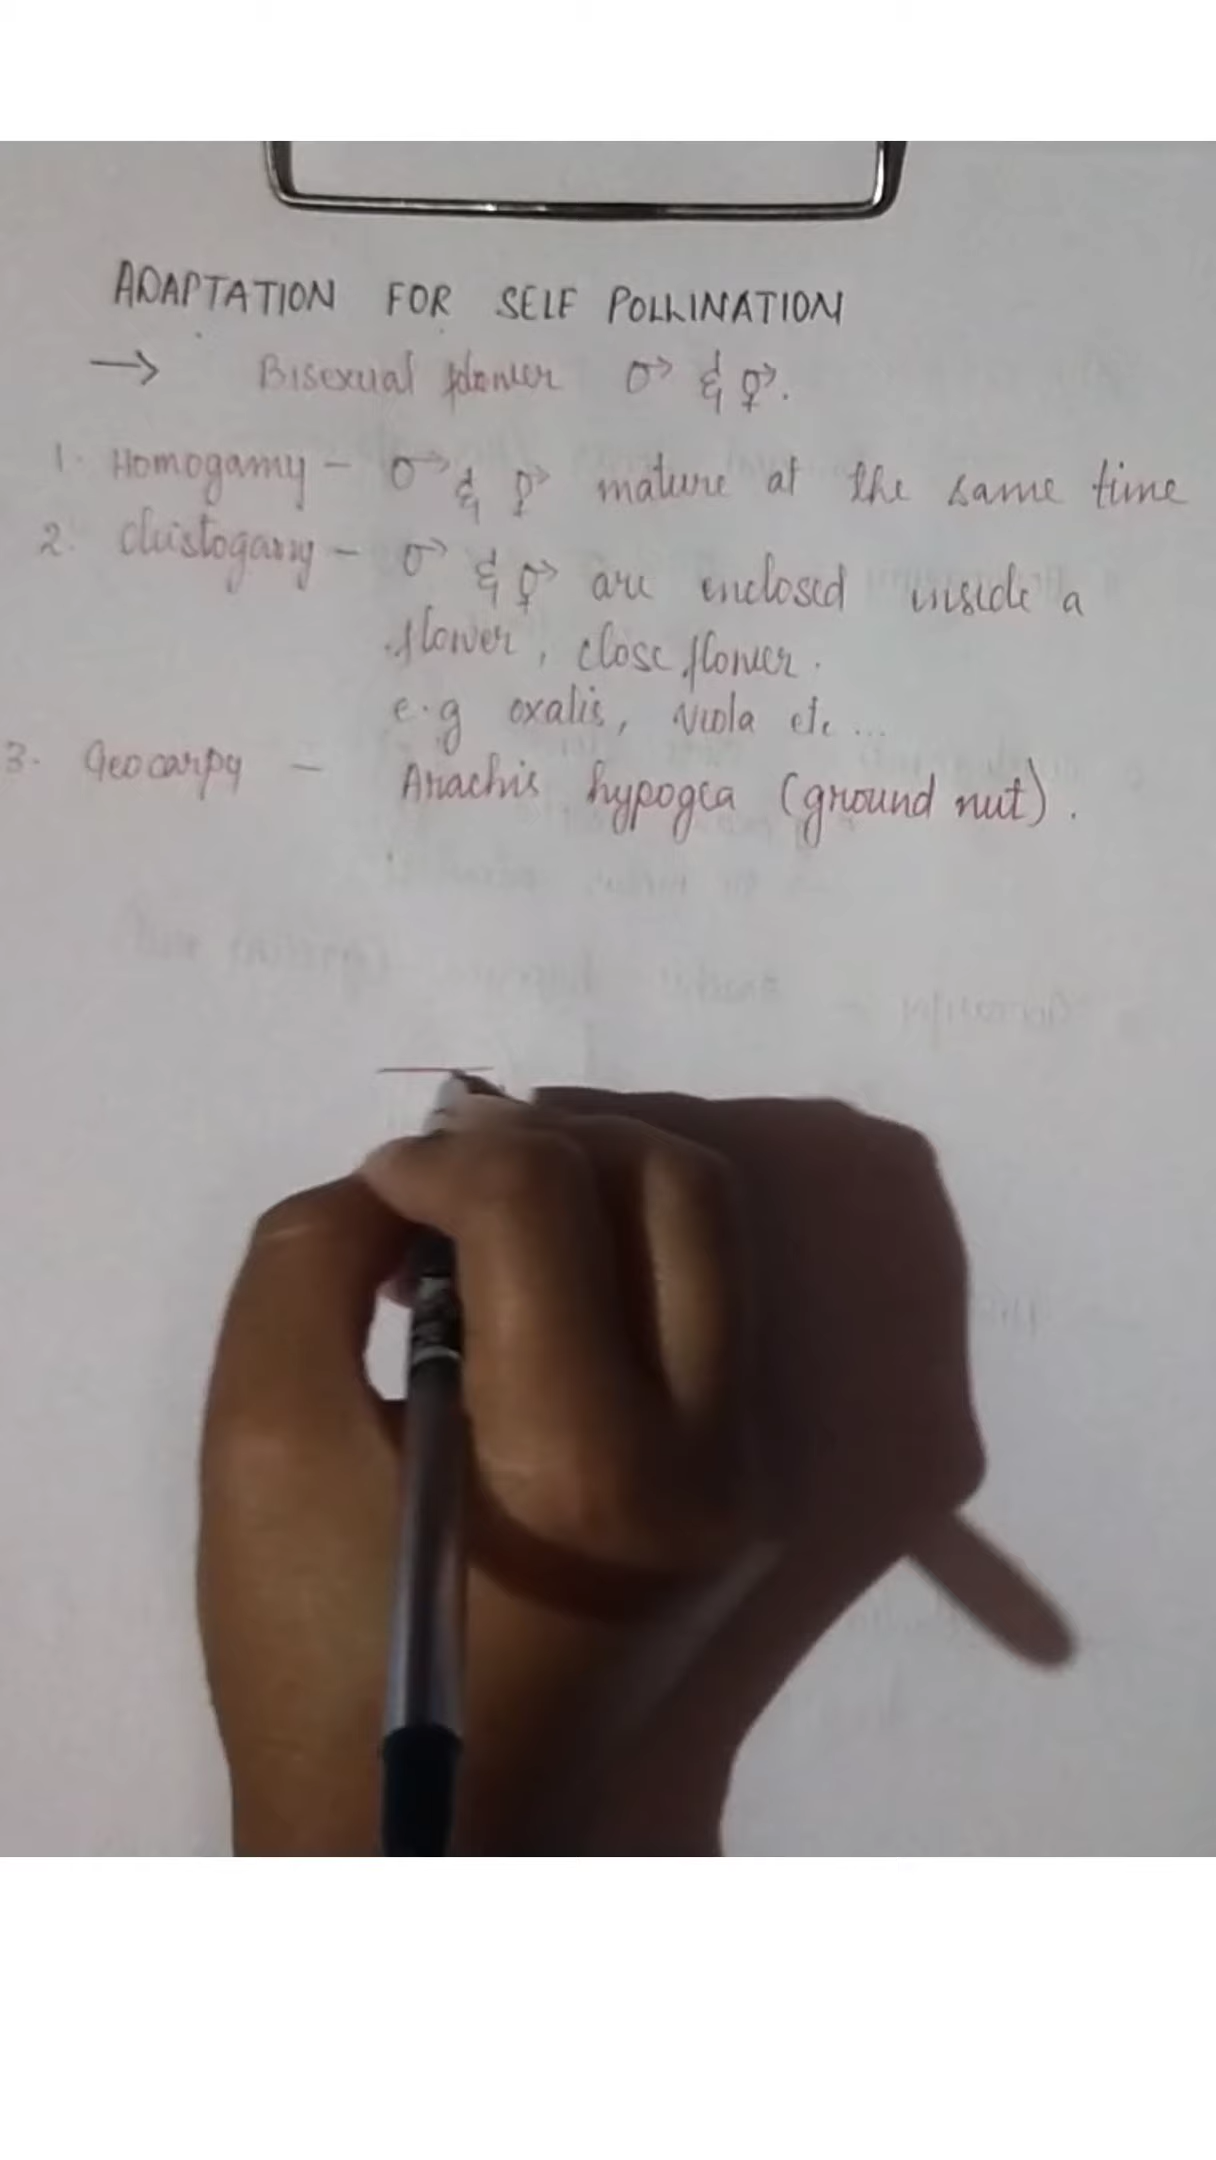 ADAPTATION FOR SELF POLLINATION
→ Bisexual flower ♂ & ⚥.
1. Homogamy – ♂ & ⚥ mature at the same time
2. Cleistogamy – ♂ & ⚥ are enclosed inside a
flower, close flower.
e.g oxalis, Viola etc...
3. Geocarpy – Arachis hypogea (ground nut).